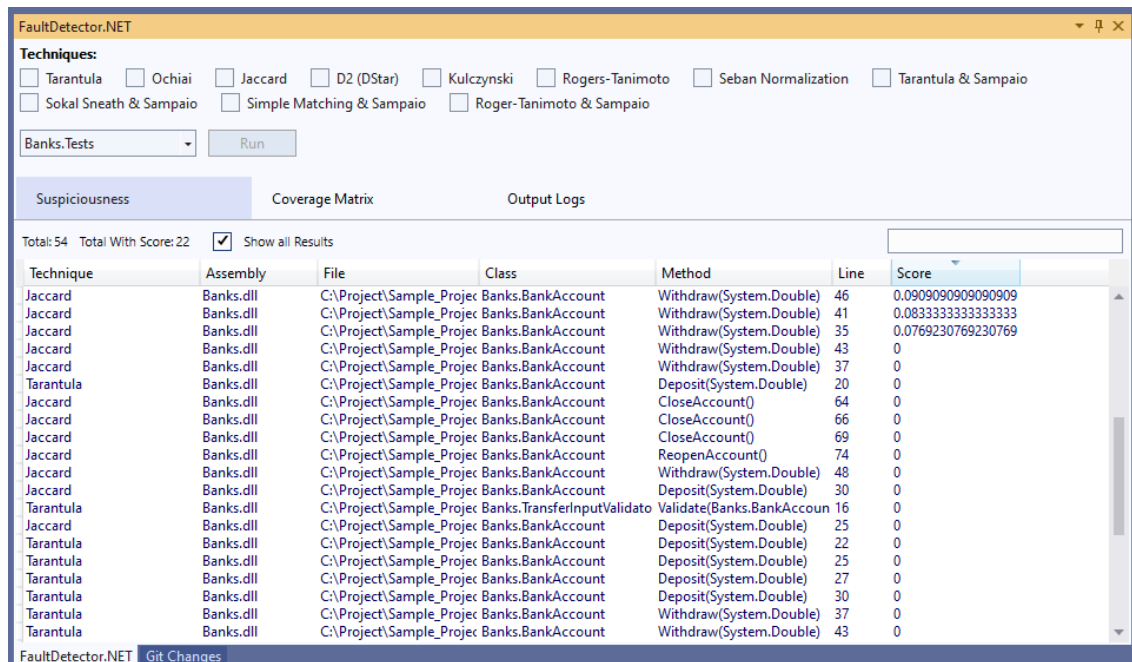 FaultDetector.NET
Techniques:
Tarantula Ochiai Jaccard D2 (DStar) Kulczynski Rogers-Tanimoto Seban Normalization Tarantula & Sampaio
Sokal Sneath & Sampaio Simple Matching & Sampaio Roger-Tanimoto & Sampaio
Banks.Tests Run
Suspiciousness Coverage Matrix Output Logs
Total: 54 Total With Score: 22 Show all Results
Technique Assembly File Class Method Line Score
Jaccard Banks.dll C:\Project\Sample_Projec Banks.BankAccount Withdraw(System.Double) 46 0.0909090909090909
Jaccard Banks.dll C:\Project\Sample_Projec Banks.BankAccount Withdraw(System.Double) 41 0.0833333333333333
Jaccard Banks.dll C:\Project\Sample_Projec Banks.BankAccount Withdraw(System.Double) 35 0.0769230769230769
Jaccard Banks.dll C:\Project\Sample_Projec Banks.BankAccount Withdraw(System.Double) 43 0
Jaccard Banks.dll C:\Project\Sample_Projec Banks.BankAccount Withdraw(System.Double) 37 0
Tarantula Banks.dll C:\Project\Sample_Projec Banks.BankAccount Deposit(System.Double) 20 0
Jaccard Banks.dll C:\Project\Sample_Projec Banks.BankAccount CloseAccount() 64 0
Jaccard Banks.dll C:\Project\Sample_Projec Banks.BankAccount CloseAccount() 66 0
Jaccard Banks.dll C:\Project\Sample_Projec Banks.BankAccount CloseAccount() 69 0
Jaccard Banks.dll C:\Project\Sample_Projec Banks.BankAccount ReopenAccount() 74 0
Jaccard Banks.dll C:\Project\Sample_Projec Banks.BankAccount Withdraw(System.Double) 48 0
Jaccard Banks.dll C:\Project\Sample_Projec Banks.BankAccount Deposit(System.Double) 30 0
Tarantula Banks.dll C:\Project\Sample_Projec Banks.TransferInputValidato Validate(Banks.BankAccoun 16 0
Jaccard Banks.dll C:\Project\Sample_Projec Banks.BankAccount Deposit(System.Double) 25 0
Tarantula Banks.dll C:\Project\Sample_Projec Banks.BankAccount Deposit(System.Double) 22 0
Tarantula Banks.dll C:\Project\Sample_Projec Banks.BankAccount Deposit(System.Double) 25 0
Tarantula Banks.dll C:\Project\Sample_Projec Banks.BankAccount Deposit(System.Double) 27 0
Tarantula Banks.dll C:\Project\Sample_Projec Banks.BankAccount Deposit(System.Double) 30 0
Tarantula Banks.dll C:\Project\Sample_Projec Banks.BankAccount Withdraw(System.Double) 37 0
Tarantula Banks.dll C:\Project\Sample_Projec Banks.BankAccount Withdraw(System.Double) 43 0
FaultDetector.NET Git Changes